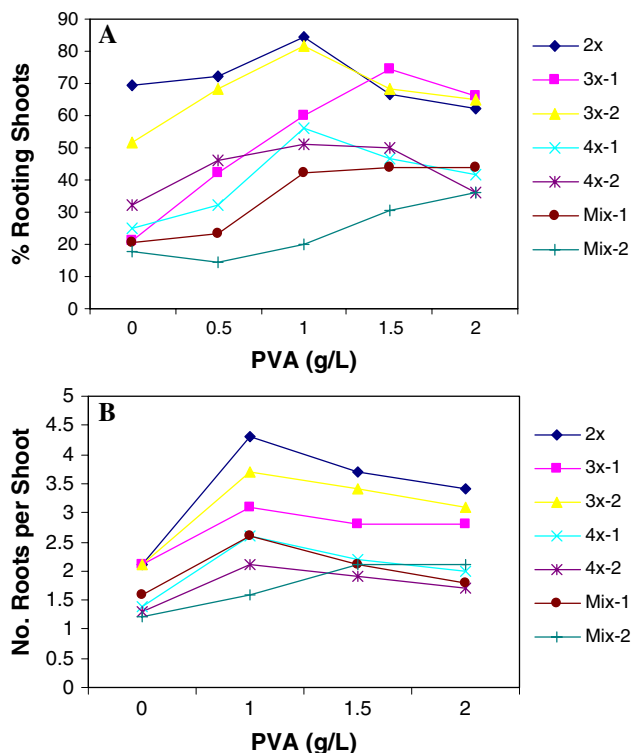 A
% Rooting Shoots
90
80
70
60
50
40
30
20
10
0
0 0.5 1 1.5 2
PVA (g/L)
2x
3x-1
3x-2
4x-1
4x-2
Mix-1
Mix-2
B
No. Roots per Shoot
5
4.5
4
3.5
3
2.5
2
1.5
1
0.5
0
0 1 1.5 2
PVA (g/L)
2x
3x-1
3x-2
4x-1
4x-2
Mix-1
Mix-2